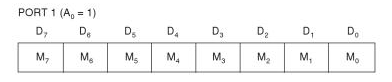 PORT 1 (A₀ = 1)
D₇ D₆ D₅ D₄ D₃ D₂ D₁ D₀
M₇ M₆ M₅ M₄ M₃ M₂ M₁ M₀